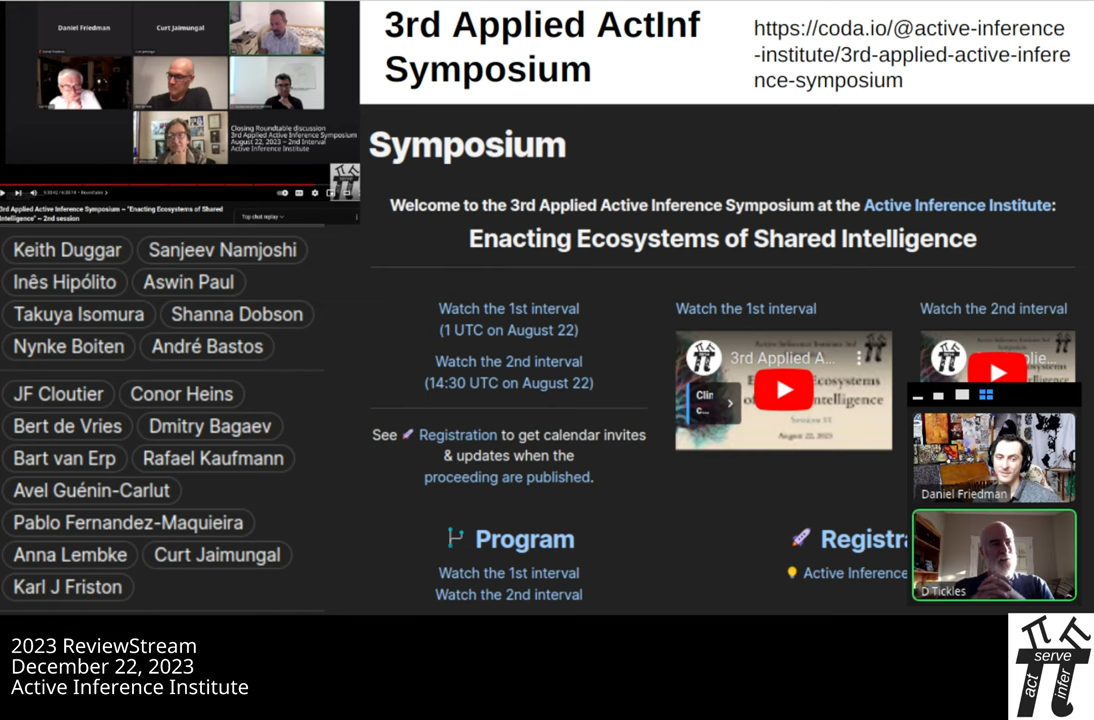 Daniel Friedman
Curt Jaimungal
Closing Roundtable discussion
3rd Applied Active Inference Symposium
August 22, 2023 ~ 2nd Interval
Active Inference Institute
3rd Applied Active Inference Symposium ~ "Enacting Ecosystems of Shared
Intelligence" ~ 2nd session
Top chat replay
Keith Duggar
Sanjeev Namjoshi
Inês Hipólito
Aswin Paul
Takuya Isomura
Shanna Dobson
Nynke Boiten
André Bastos
JF Cloutier
Conor Heins
Bert de Vries
Dmitry Bagaev
Bart van Erp
Rafael Kaufmann
Avel Guénin-Carlut
Pablo Fernandez-Maquieira
Anna Lembke
Curt Jaimungal
Karl J Friston
3rd Applied ActInf
Symposium
https://coda.io/@active-inference
-institute/3rd-applied-active-infere
nce-symposium
Symposium
Welcome to the 3rd Applied Active Inference Symposium at the Active Inference Institute:
Enacting Ecosystems of Shared Intelligence
Watch the 1st interval
(1 UTC on August 22)
Watch the 2nd interval
(14:30 UTC on August 22)
See Registration to get calendar invites
& updates when the
proceeding are published.
Watch the 1st interval
3rd Applied A...
Clir
c...
August 22, 2023
Watch the 2nd interval
Program
Watch the 1st interval
Watch the 2nd interval
Registra
Active Inference
Daniel Friedman
D Tickles
2023 ReviewStream
December 22, 2023
Active Inference Institute
serve
act
infer